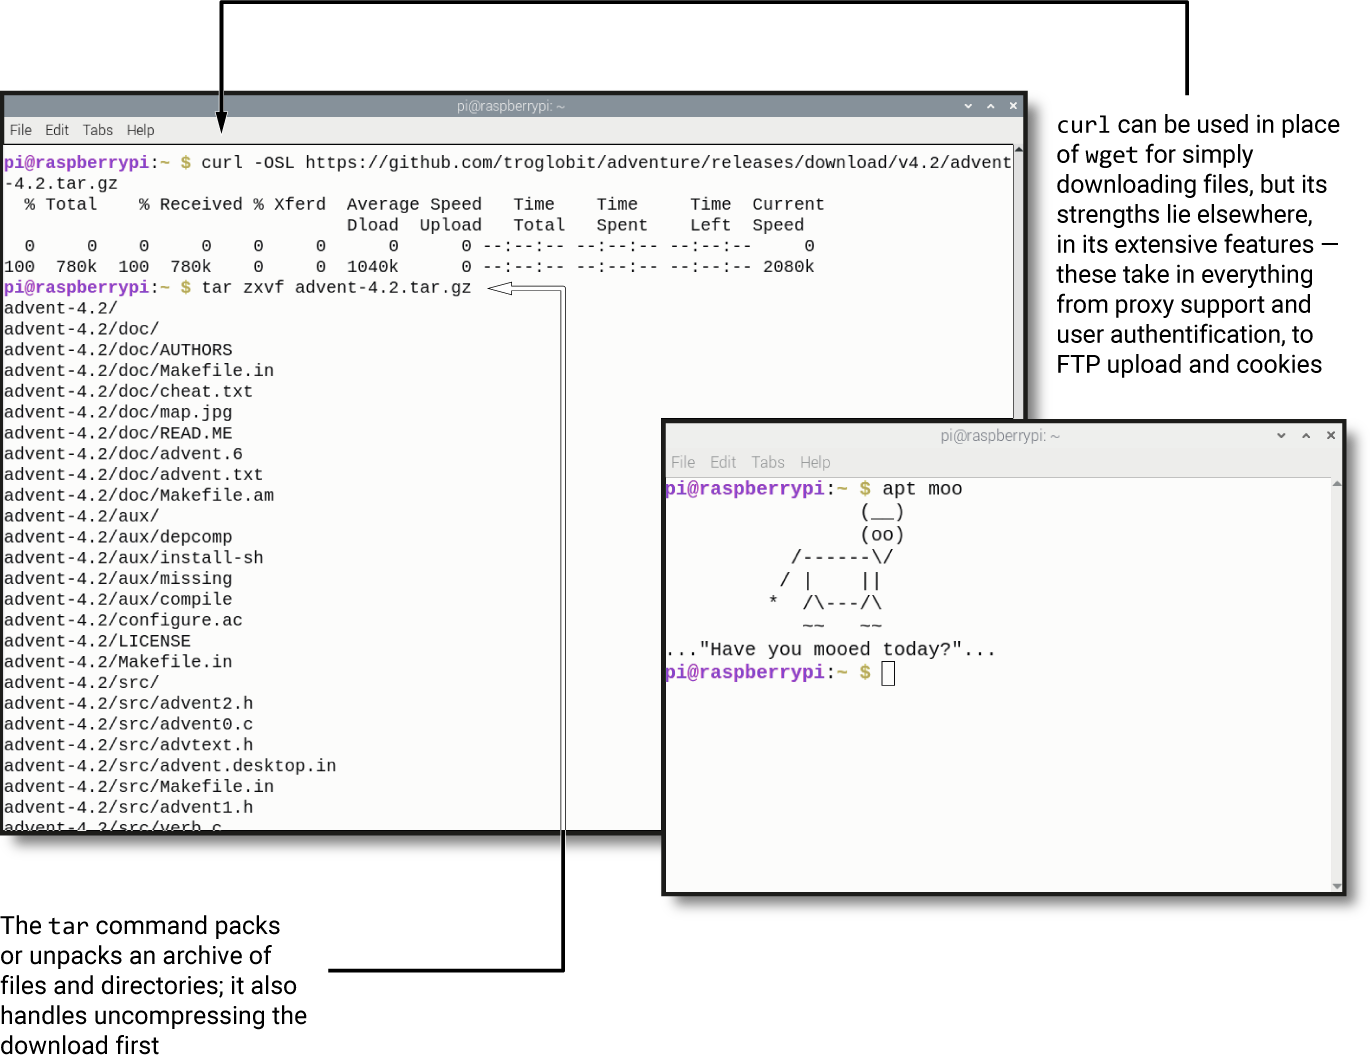 pi@raspberrypi: ~
File Edit Tabs Help
pi@raspberrypi:~ $ curl -OSL https://github.com/troglobit/adventure/releases/download/v4.2/advent
-4.2.tar.gz
  % Total    % Received % Xferd  Average Speed   Time    Time     Time  Current
                                 Dload  Upload   Total   Spent    Left  Speed
  0     0    0     0    0     0      0      0 --:--:-- --:--:-- --:--:--     0
100  780k  100  780k    0     0  1040k      0 --:--:-- --:--:-- --:--:-- 2080k
pi@raspberrypi:~ $ tar zxvf advent-4.2.tar.gz
advent-4.2/
advent-4.2/doc/
advent-4.2/doc/AUTHORS
advent-4.2/doc/Makefile.in
advent-4.2/doc/cheat.txt
advent-4.2/doc/map.jpg
advent-4.2/doc/READ.ME
advent-4.2/doc/advent.6
advent-4.2/doc/advent.txt
advent-4.2/doc/Makefile.am
advent-4.2/aux/
advent-4.2/aux/depcomp
advent-4.2/aux/install-sh
advent-4.2/aux/missing
advent-4.2/aux/compile
advent-4.2/configure.ac
advent-4.2/LICENSE
advent-4.2/Makefile.in
advent-4.2/src/
advent-4.2/src/advent2.h
advent-4.2/src/advent0.c
advent-4.2/src/advtext.h
advent-4.2/src/advent.desktop.in
advent-4.2/src/Makefile.in
advent-4.2/src/advent1.h
advent-4.2/src/verb.c
curl can be used in place
of wget for simply
downloading files, but its
strengths lie elsewhere,
in its extensive features —
these take in everything
from proxy support and
user authentification, to
FTP upload and cookies
pi@raspberrypi: ~
File Edit Tabs Help
pi@raspberrypi:~ $ apt moo
                 (__)
                 (oo)
           /------\/
          / |    ||
         *  /\---/\
            ~~   ~~
..."Have you mooed today?"...
pi@raspberrypi:~ $
The tar command packs
or unpacks an archive of
files and directories; it also
handles uncompressing the
download first